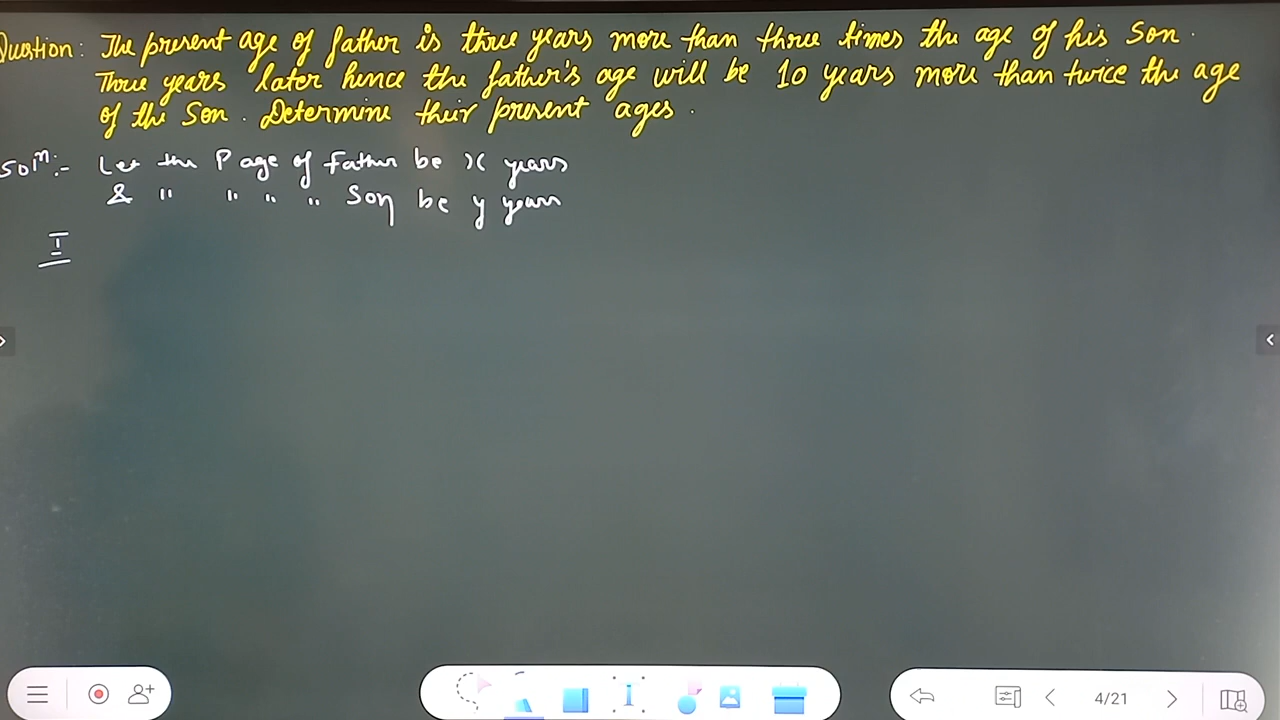 Question: The present age of father is three years more than three times the age of his Son.
Three years later hence the father's age will be 10 years more than twice the age
of the Son. Determine their present ages.
Soln:- Let the P age of Father be x years
& " " " " Son be y years
I
4/21